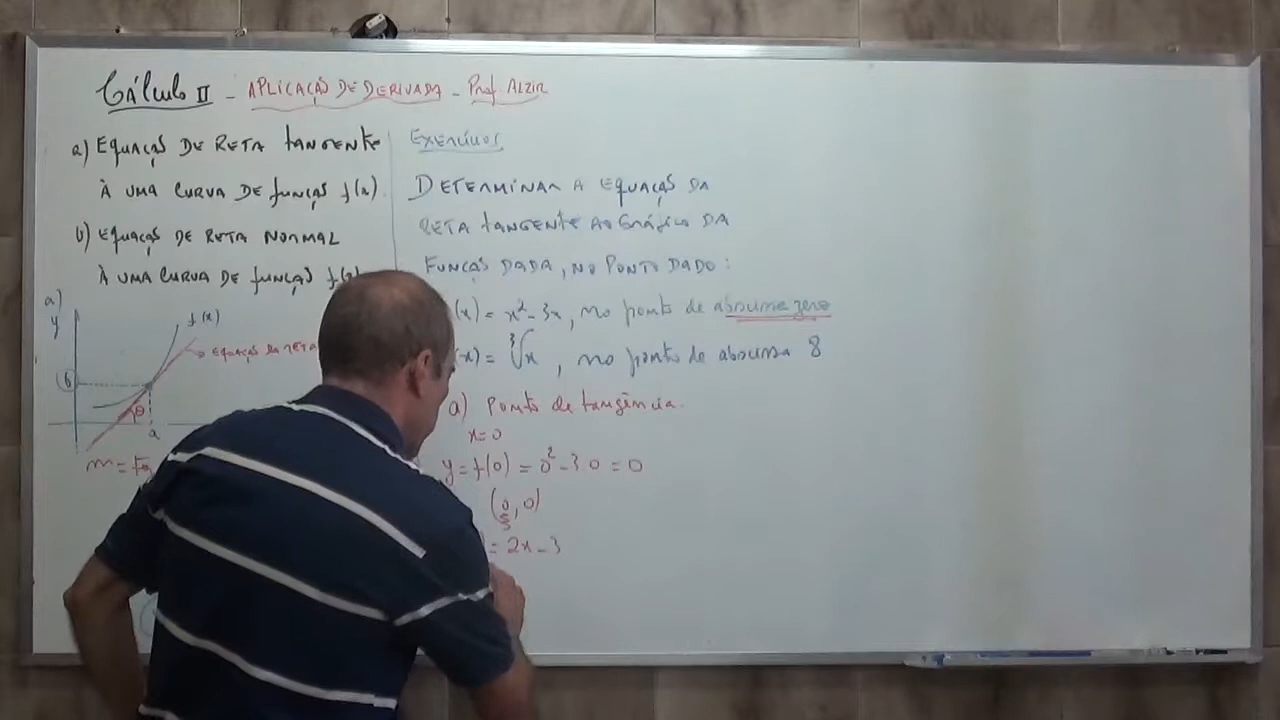 Cálculo II - APLICAÇÃO DE DERIVADA - Prof ALZIR
a) EQUAÇÃO DE RETA TANGENTE
À UMA CURVA DE FUNÇÃO f(x).
b) EQUAÇÃO DE RETA NORMAL
À UMA CURVA DE FUNÇÃO
a)
y
f(x)
EQUAÇÃO DA RETA
b
θ
a
m =
EXERCÍCIOS
DETERMINAR A EQUAÇÃO DA
RETA TANGENTE AO GRÁFICO DA
FUNÇÃO DADA, NO PONTO DADO:
(x) = x² - 3x, no ponto de abscissa zero
(x) = ∛x, no ponto de abscissa 8
a) Ponto de tangência.
x = 0
y = f(0) = 0² - 3.0 = 0
(0, 0)
= 2x - 3